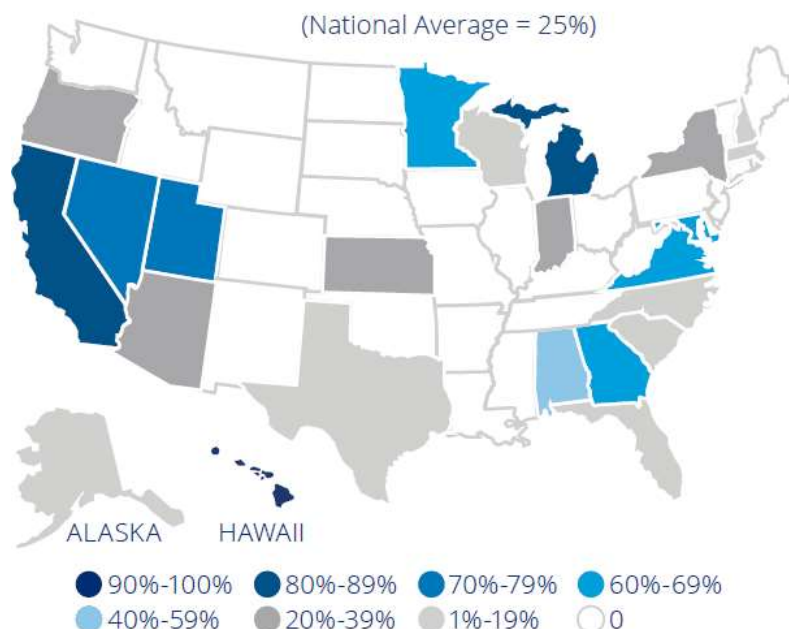 (National Average = 25%)
ALASKA HAWAII
90%-100% 80%-89% 70%-79% 60%-69%
40%-59% 20%-39% 1%-19% 0